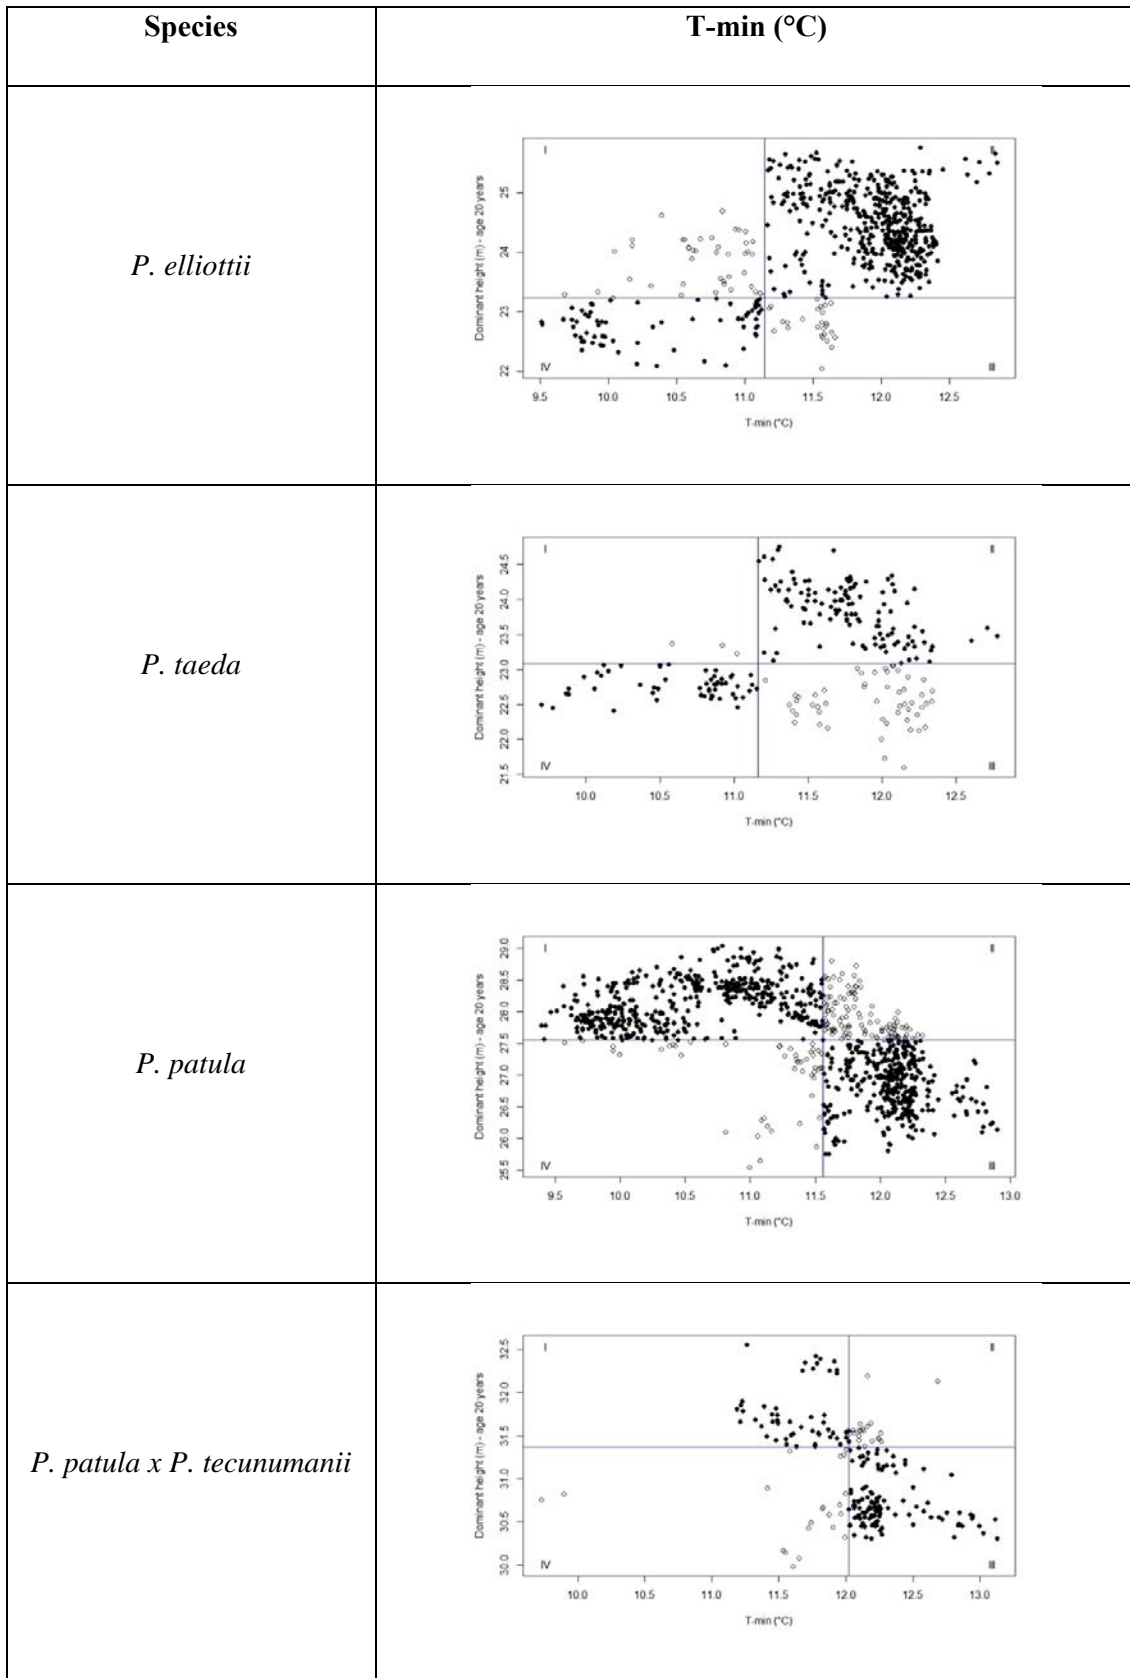 Species
T-min (°C)
P. elliottii
I
II
IV
III
Dominant height (m) - age 20 years
22
23
24
25
9.5 10.0 10.5 11.0 11.5 12.0 12.5
T-min (°C)
P. taeda
I
II
IV
III
Dominant height (m) - age 20 years
21.5 22.0 22.5 23.0 23.5 24.0 24.5
10.0 10.5 11.0 11.5 12.0 12.5
T-min (°C)
P. patula
I
II
IV
III
Dominant height (m) - age 20 years
25.5 26.0 26.5 27.0 27.5 28.0 28.5 29.0
9.5 10.0 10.5 11.0 11.5 12.0 12.5 13.0
T-min (°C)
P. patula x P. tecunumanii
I
II
IV
III
Dominant height (m) - age 20 years
30.0 30.5 31.0 31.5 32.0 32.5
10.0 10.5 11.0 11.5 12.0 12.5 13.0
T-min (°C)